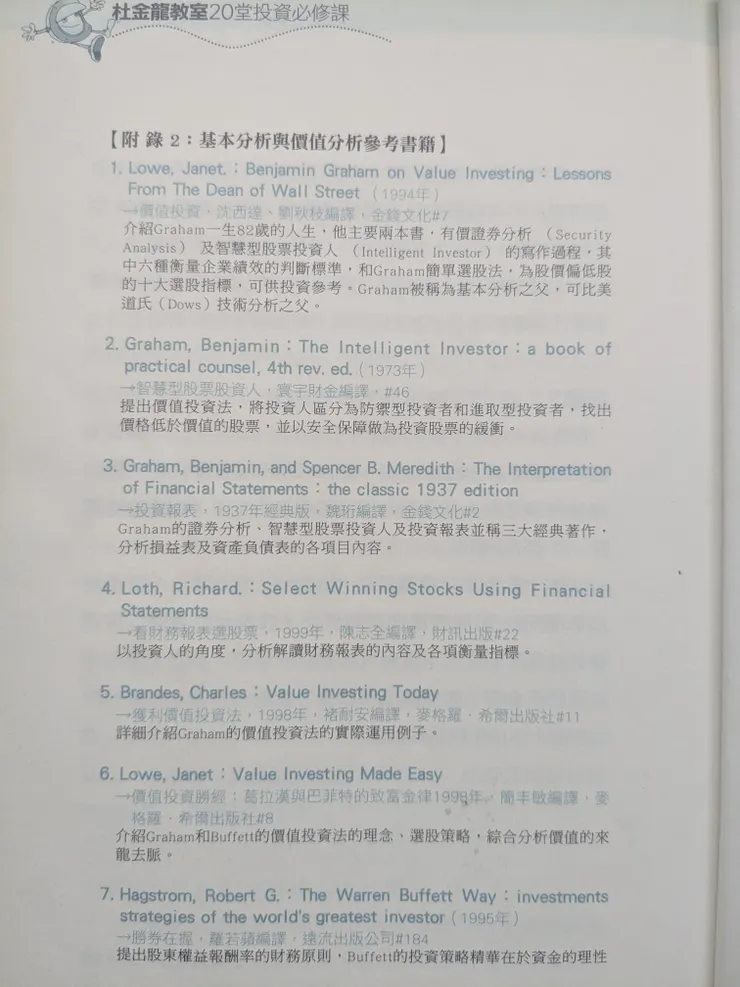 杜金龍教室20堂投資必修課
【附錄2：基本分析與價值分析參考書籍】
1. Lowe, Janet.：Benjamin Graham on Value Investing：Lessons
From The Dean of Wall Street（1994年）
→價值投資，沈西達、劉秋枝編譯，金錢文化#7
介紹Graham一生82歲的人生，他主要兩本書，有價證券分析（Security
Analysis）及智慧型股票投資人（Intelligent Investor）的寫作過程，其
中六種衡量企業績效的判斷標準，和Graham簡單選股法，為股價偏低股
的十大選股指標，可供投資參考。Graham被稱為基本分析之父，可比美
道氏（Dows）技術分析之父。
2. Graham, Benjamin：The Intelligent Investor：a book of
practical counsel, 4th rev. ed.（1973年）
→智慧型股票股資人，寰宇財金編譯，#46
提出價值投資法，將投資人區分為防禦型投資者和進取型投資者，找出
價格低於價值的股票，並以安全保障做為投資股票的緩衝。
3. Graham, Benjamin, and Spencer B. Meredith：The Interpretation
of Financial Statements：the classic 1937 edition
→投資報表，1937年經典版，魏珩編譯，金錢文化#2
Graham的證券分析、智慧型股票投資人及投資報表並稱三大經典著作，
分析損益表及資產負債表的各項目內容。
4. Loth, Richard.：Select Winning Stocks Using Financial
Statements
→看財務報表選股票，1999年，陳志全編譯，財訊出版#22
以投資人的角度，分析解讀財務報表的內容及各項衡量指標。
5. Brandes, Charles：Value Investing Today
→獲利價值投資法，1998年，褚耐安編譯，麥格羅．希爾出版社#11
詳細介紹Graham的價值投資法的實際運用例子。
6. Lowe, Janet：Value Investing Made Easy
→價值投資勝經：葛拉漢與巴菲特的致富金律1998年，簡丰敏編譯，麥
格羅．希爾出版社#8
介紹Graham和Buffett的價值投資法的理念、選股策略，綜合分析價值的來
龍去脈。
7. Hagstrom, Robert G.：The Warren Buffett Way：investments
strategies of the world's greatest investor（1995年）
→勝券在握，羅若蘋編譯，遠流出版公司#184
提出股東權益報酬率的財務原則，Buffett的投資策略精華在於資金的理性